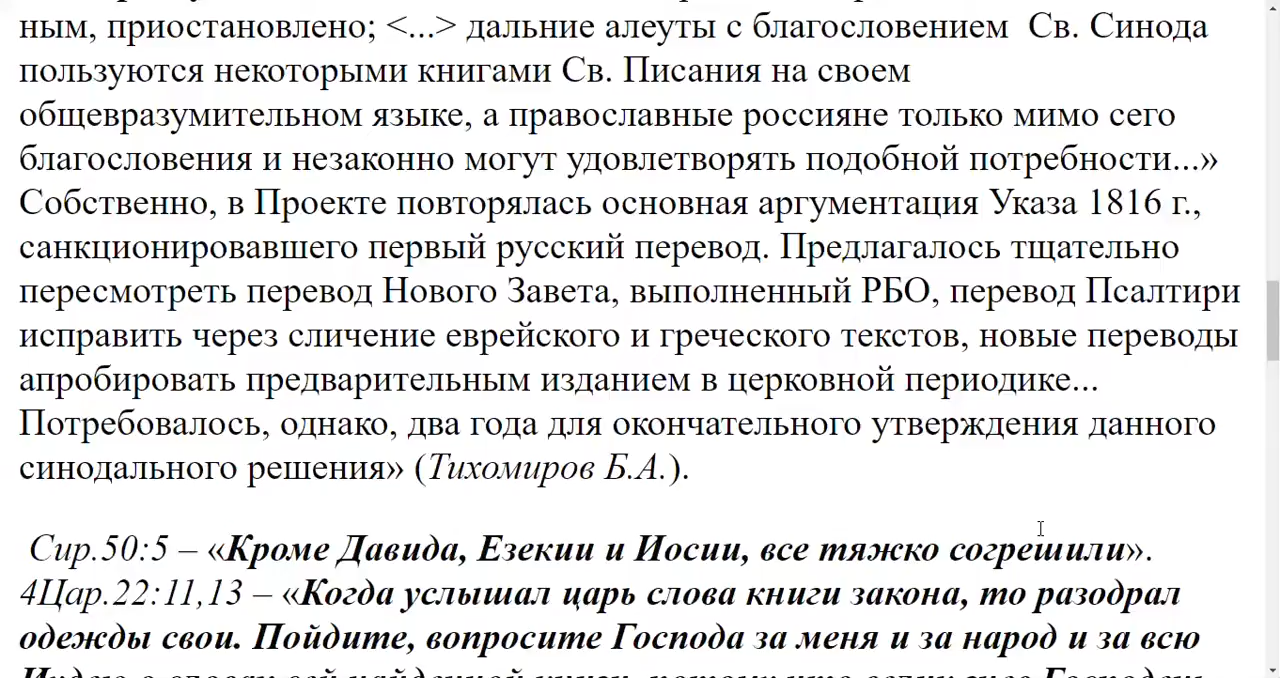 ным, приостановлено; <...> дальние алеуты с благословением Св. Синода
пользуются некоторыми книгами Св. Писания на своем
общевразумительном языке, а православные россияне только мимо сего
благословения и незаконно могут удовлетворять подобной потребности...»
Собственно, в Проекте повторялась основная аргументация Указа 1816 г.,
санкционировавшего первый русский перевод. Предлагалось тщательно
пересмотреть перевод Нового Завета, выполненный РБО, перевод Псалтири
исправить через сличение еврейского и греческого текстов, новые переводы
апробировать предварительным изданием в церковной периодике...
Потребовалось, однако, два года для окончательного утверждения данного
синодального решения» (Тихомиров Б.А.).
Сир.50:5 – «Кроме Давида, Езекии и Иосии, все тяжко согрешили».
4Цар.22:11,13 – «Когда услышал царь слова книги закона, то разодрал
одежды свои. Пойдите, вопросите Господа за меня и за народ и за всю